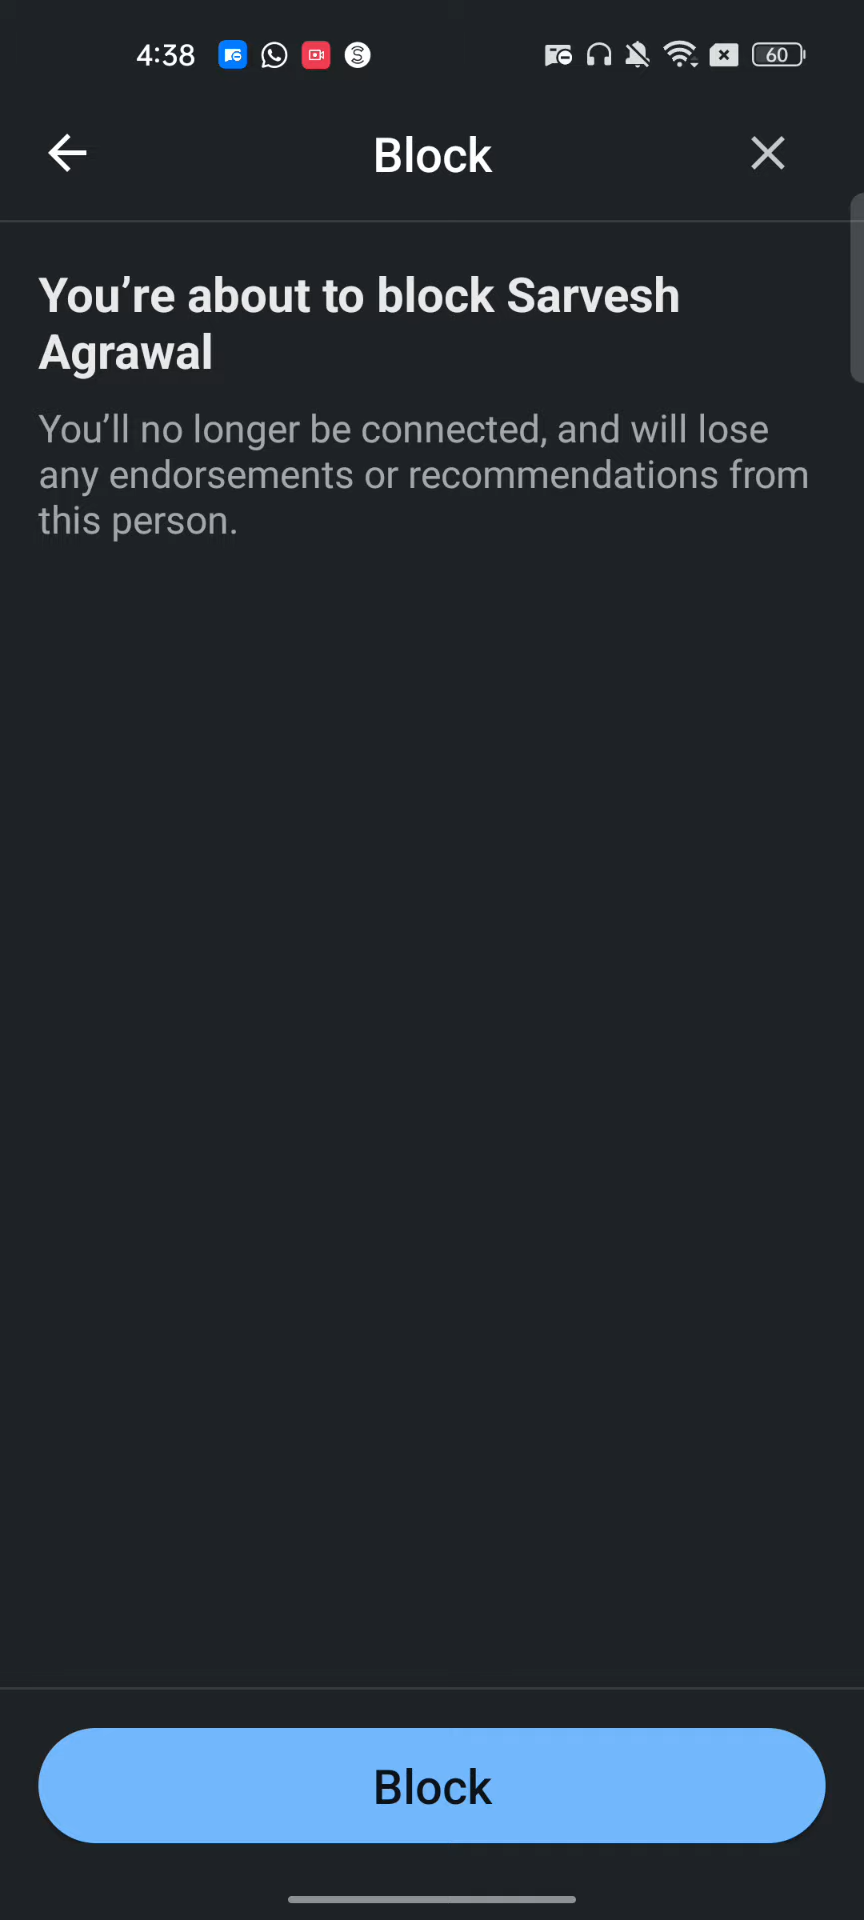 4:38
60
Block
You’re about to block Sarvesh
Agrawal
You’ll no longer be connected, and will lose
any endorsements or recommendations from
this person.
Block